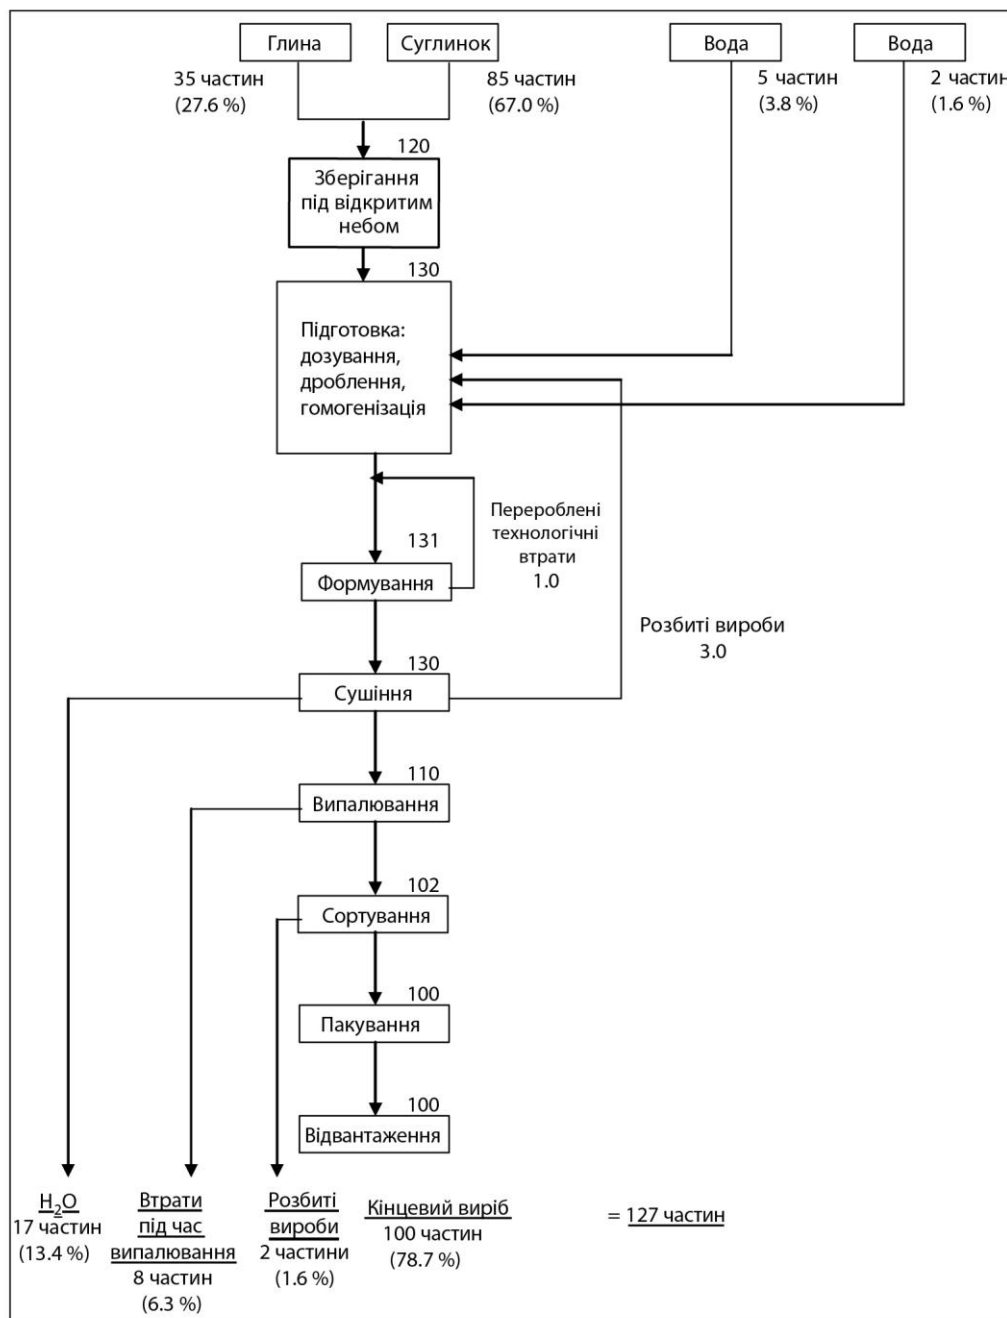 Глина
Суглинок
Вода
Вода
35 частин
(27.6 %)
85 частин
(67.0 %)
5 частин
(3.8 %)
2 частин
(1.6 %)
120
Зберігання
під відкритим
небом
130
Підготовка:
дозування,
дроблення,
гомогенізація
Перероблені
технологічні
втрати
1.0
131
Формування
Розбиті вироби
3.0
130
Сушіння
110
Випалювання
102
Сортування
100
Пакування
100
Відвантаження
H₂O
17 частин
(13.4 %)
Втрати
під час
випалювання
8 частин
(6.3 %)
Розбиті
вироби
2 частини
(1.6 %)
Кінцевий виріб
100 частин
(78.7 %)
= 127 частин